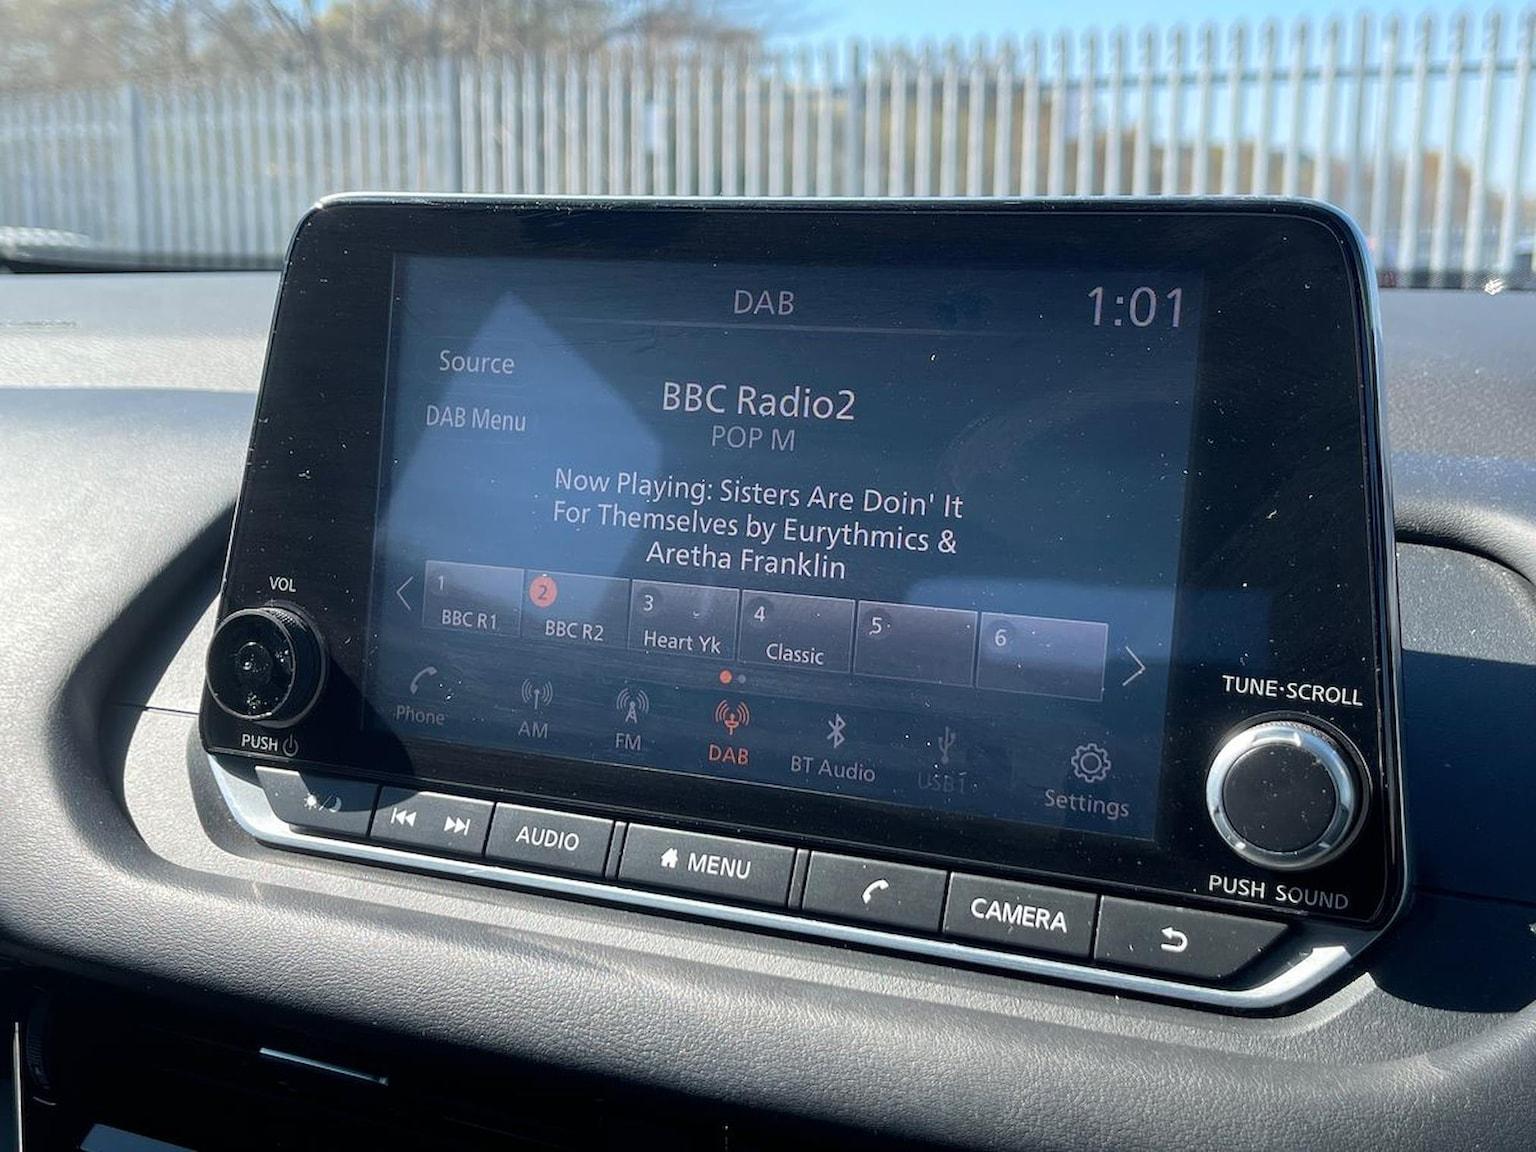 DAB
1:01
Source
BBC Radio2
DAB Menu
POP M
Now Playing: Sisters Are Doin' It
For Themselves by Eurythmics &
Aretha Franklin
1
BBC R1
2
BBC R2
3
Heart Yk
4
Classic
5
6
Phone
AM
FM
DAB
BT Audio
USB1
Settings
VOL
PUSH
TUNE·SCROLL
PUSH SOUND
AUDIO
MENU
CAMERA